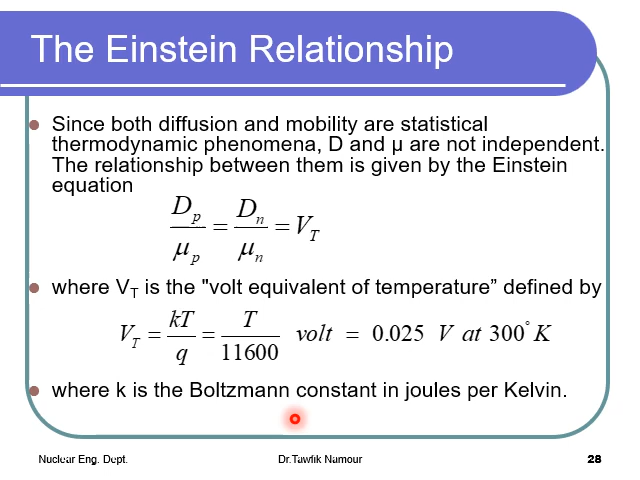 The Einstein Relationship
Since both diffusion and mobility are statistical
thermodynamic phenomena, D and μ are not independent.
The relationship between them is given by the Einstein
equation
D_p/μ_p = D_n/μ_n = V_T
where V_T is the "volt equivalent of temperature” defined by
V_T = kT/q = T/11600 volt = 0.025 V at 300°K
where k is the Boltzmann constant in joules per Kelvin.
Nuclear Eng. Dept. Dr.Tawfik Namour 28